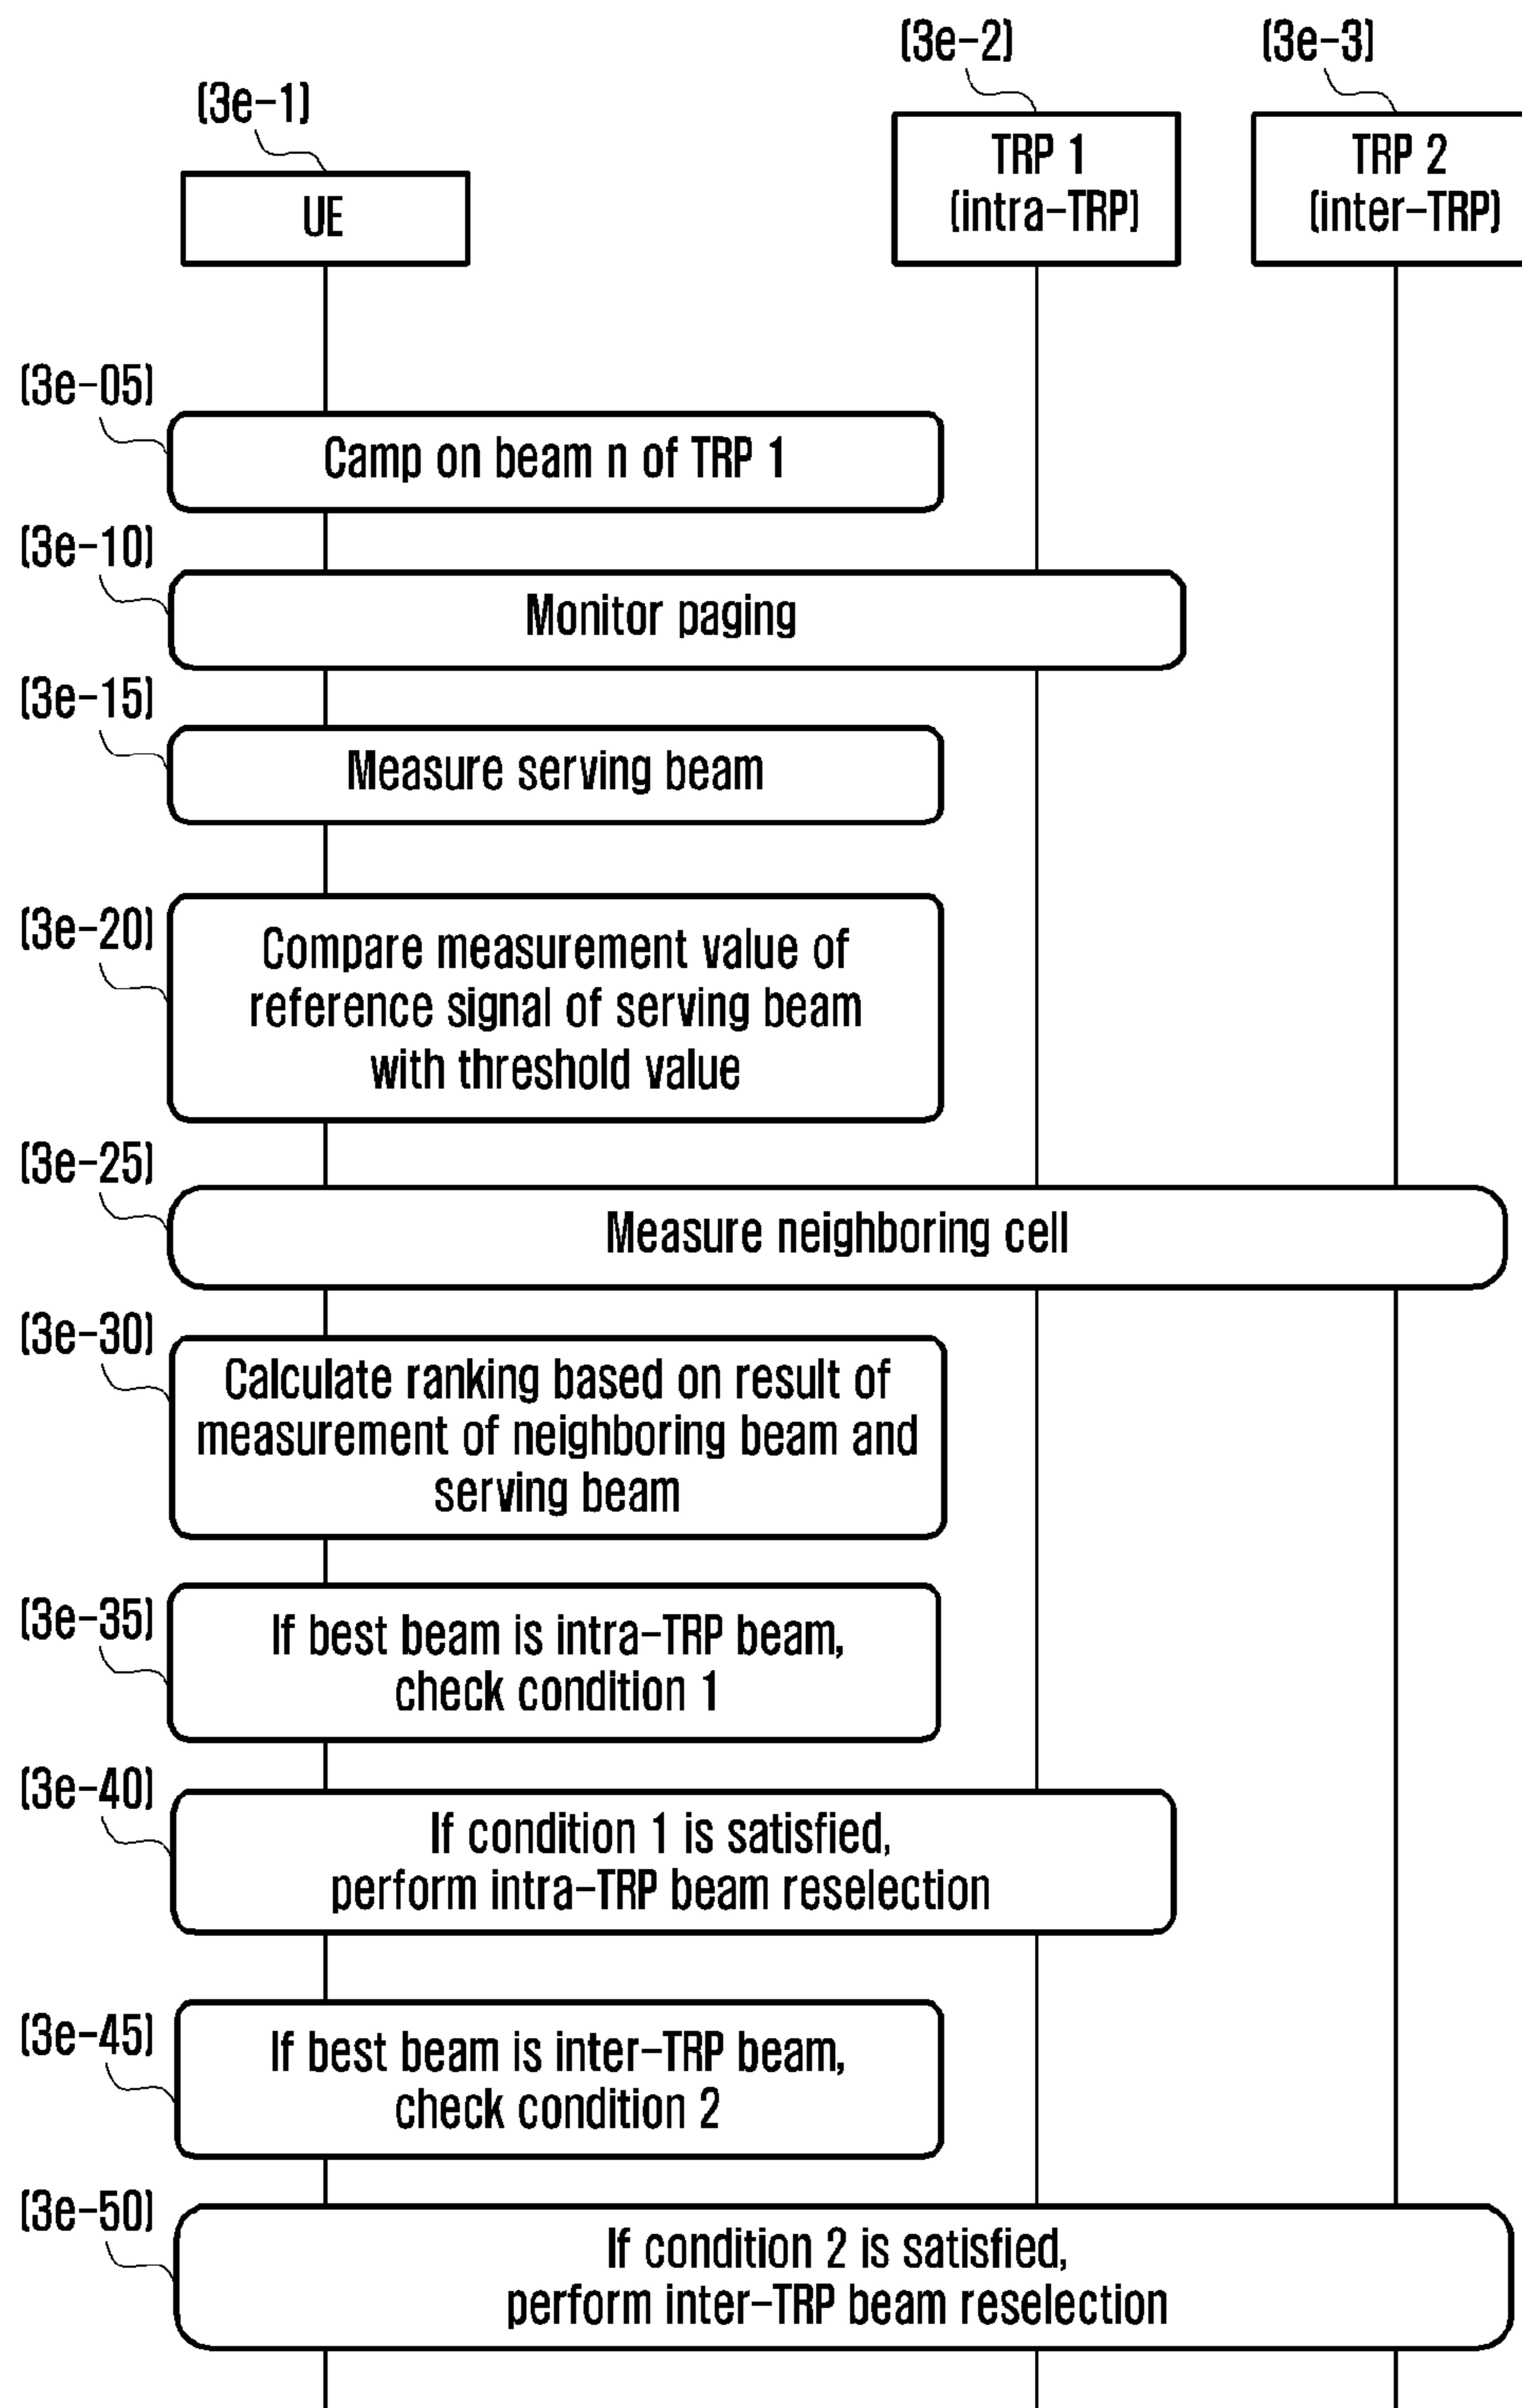 (3e-2)
(3e-3)
(3e-1)
TRP 1
(intra-TRP)
TRP 2
(inter-TRP)
UE
(3e-05)
Camp on beam n of TRP 1
(3e-10)
Monitor paging
(3e-15)
Measure serving beam
(3e-20)
Compare measurement value of
reference signal of serving beam
with threshold value
(3e-25)
Measure neighboring cell
(3e-30)
Calculate ranking based on result of
measurement of neighboring beam and
serving beam
(3e-35)
If best beam is intra-TRP beam,
check condition 1
(3e-40)
If condition 1 is satisfied,
perform intra-TRP beam reselection
(3e-45)
If best beam is inter-TRP beam,
check condition 2
(3e-50)
If condition 2 is satisfied,
perform inter-TRP beam reselection